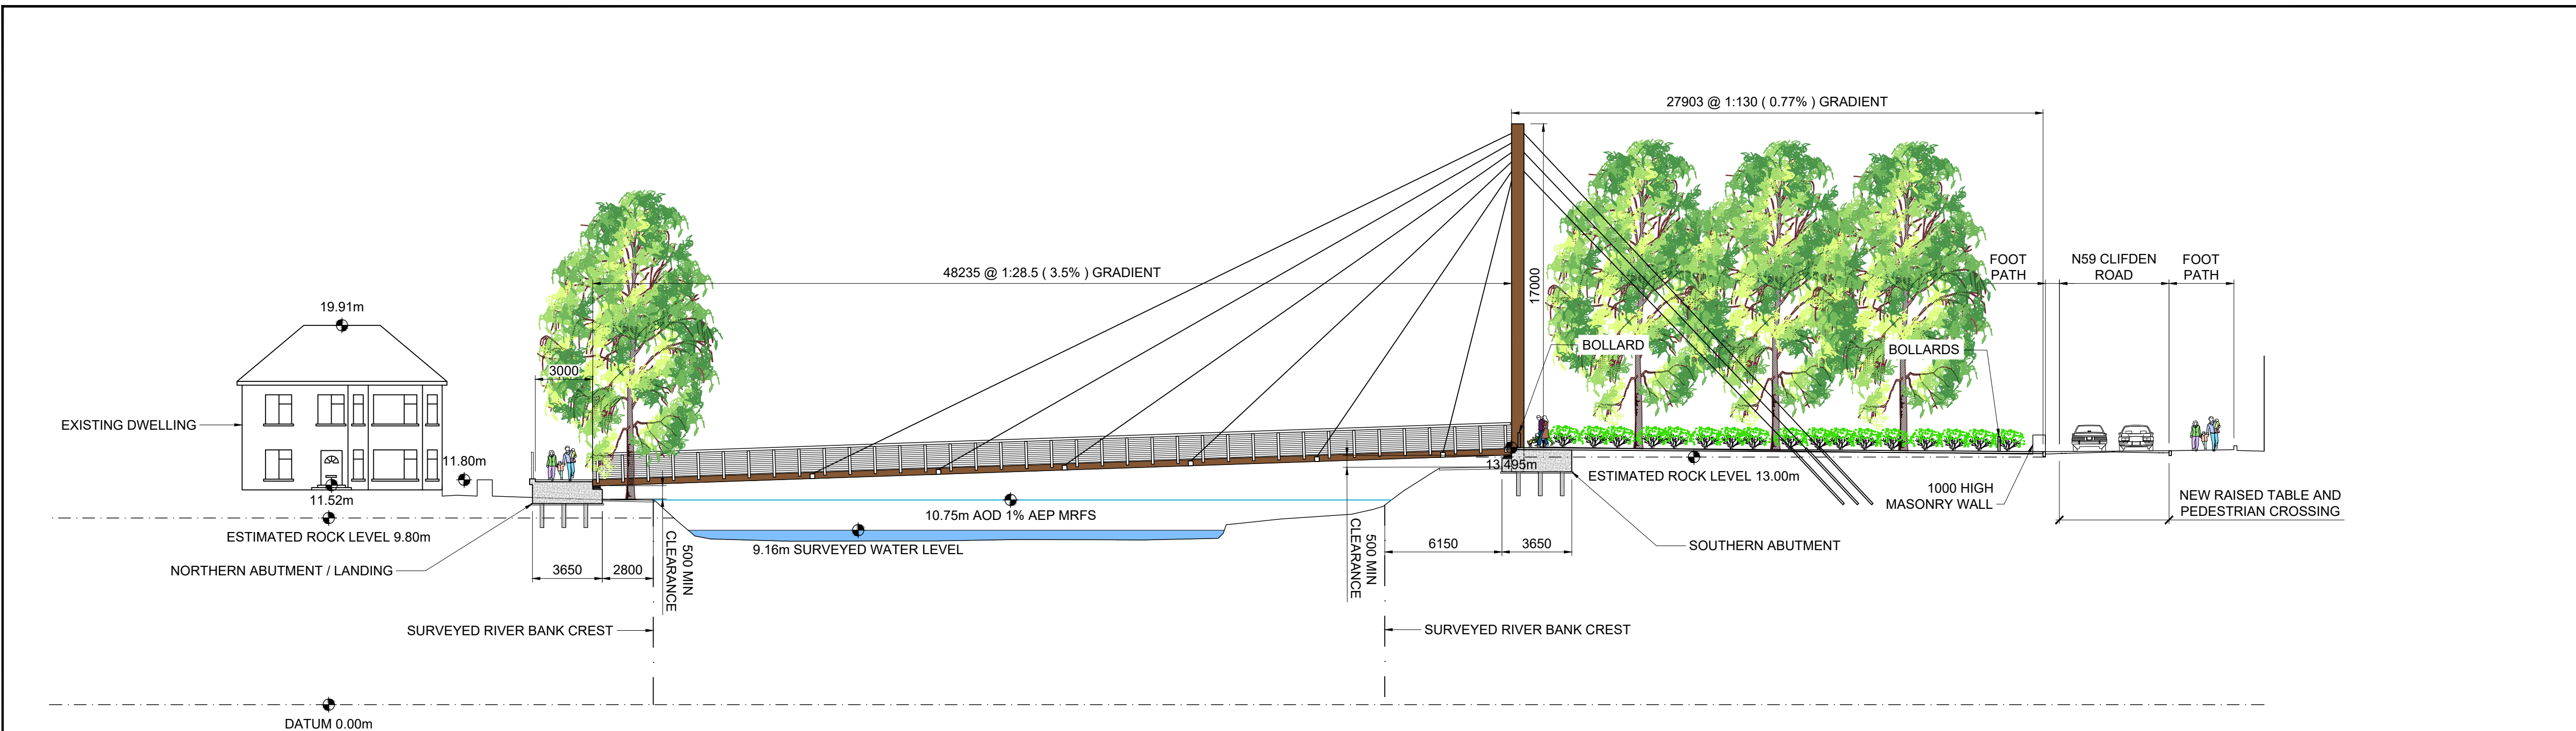 27903 @ 1:130 ( 0.77% ) GRADIENT
48235 @ 1:28.5 ( 3.5% ) GRADIENT
17000
FOOT
PATH
N59 CLIFDEN
ROAD
FOOT
PATH
19.91m
BOLLARD
BOLLARDS
3000
EXISTING DWELLING
11.80m
11.52m
13.495m
ESTIMATED ROCK LEVEL 13.00m
1000 HIGH
MASONRY WALL
NEW RAISED TABLE AND
PEDESTRIAN CROSSING
10.75m AOD 1% AEP MRFS
ESTIMATED ROCK LEVEL 9.80m
9.16m SURVEYED WATER LEVEL
NORTHERN ABUTMENT / LANDING
3650
2800
500 MIN
CLEARANCE
500 MIN
CLEARANCE
6150
3650
SOUTHERN ABUTMENT
SURVEYED RIVER BANK CREST
SURVEYED RIVER BANK CREST
DATUM 0.00m